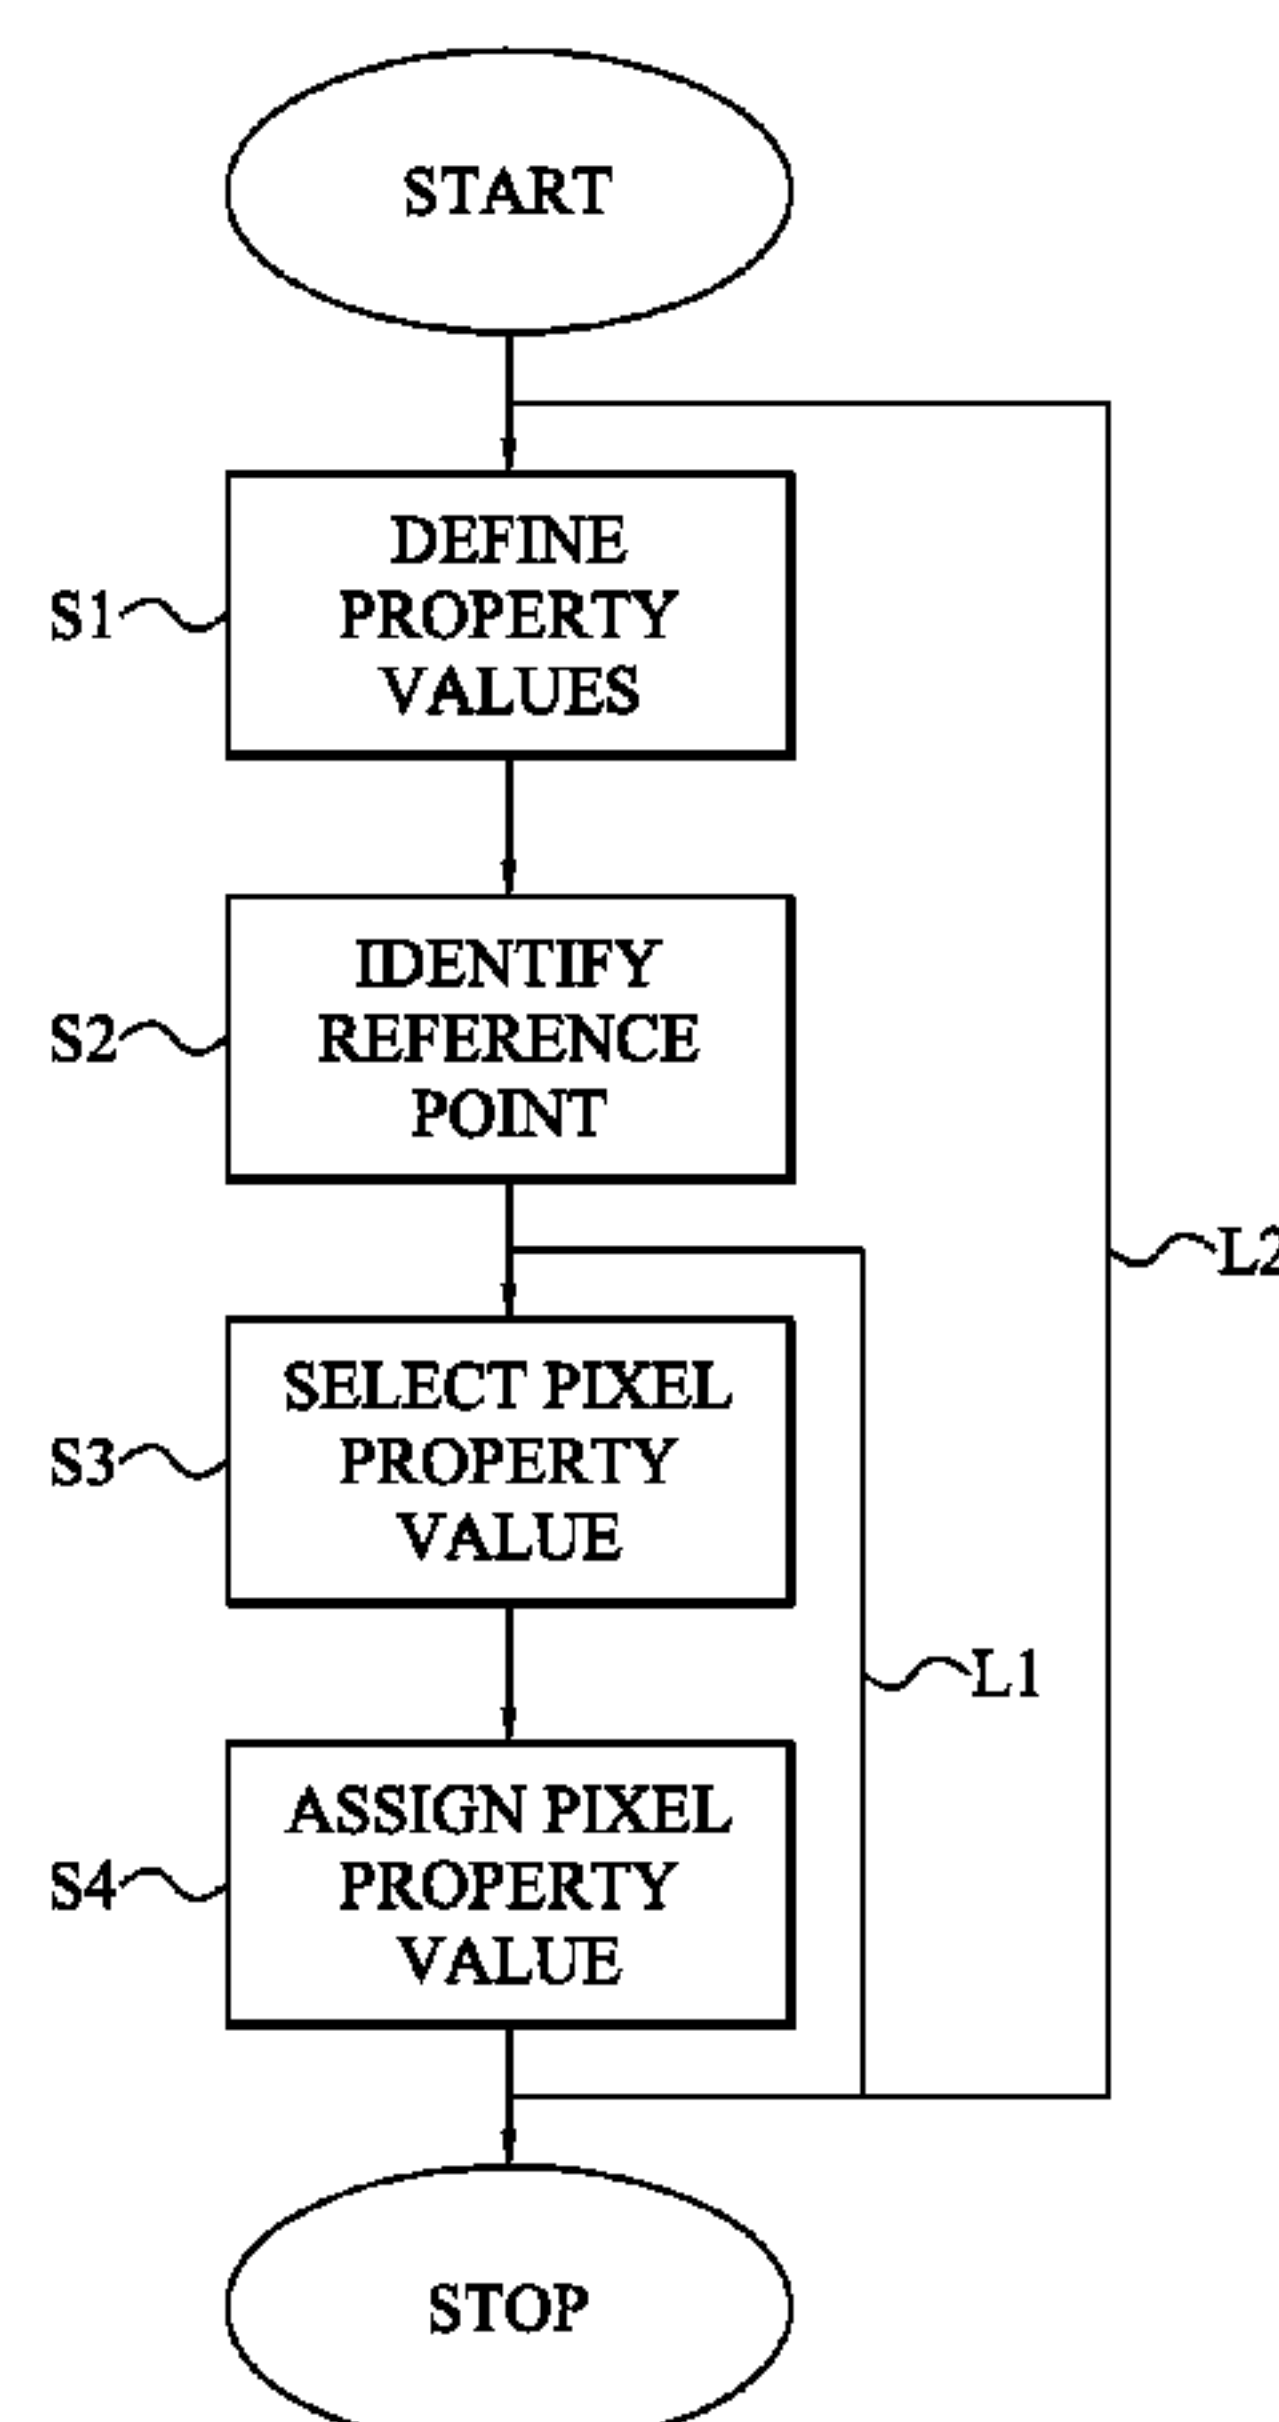 START
DEFINE
PROPERTY
VALUES
S1
IDENTIFY
REFERENCE
POINT
S2
L2
SELECT PIXEL
PROPERTY
VALUE
S3
L1
ASSIGN PIXEL
PROPERTY
VALUE
S4
STOP